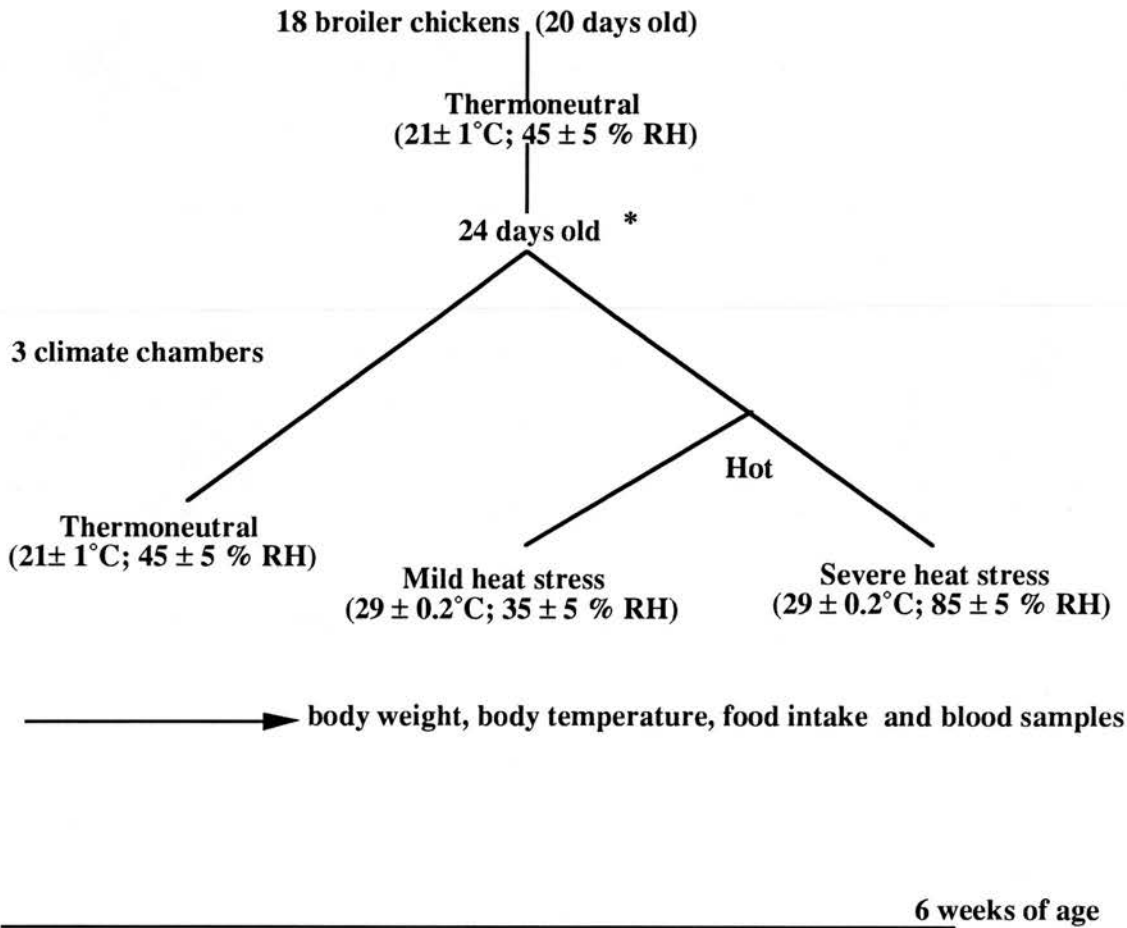 18 broiler chickens (20 days old)
Thermoneutral
(21± 1°C; 45 ± 5 % RH)
24 days old *
3 climate chambers
Hot
Thermoneutral
(21± 1°C; 45 ± 5 % RH)
Mild heat stress
(29 ± 0.2°C; 35 ± 5 % RH)
Severe heat stress
(29 ± 0.2°C; 85 ± 5 % RH)
body weight, body temperature, food intake and blood samples
6 weeks of age